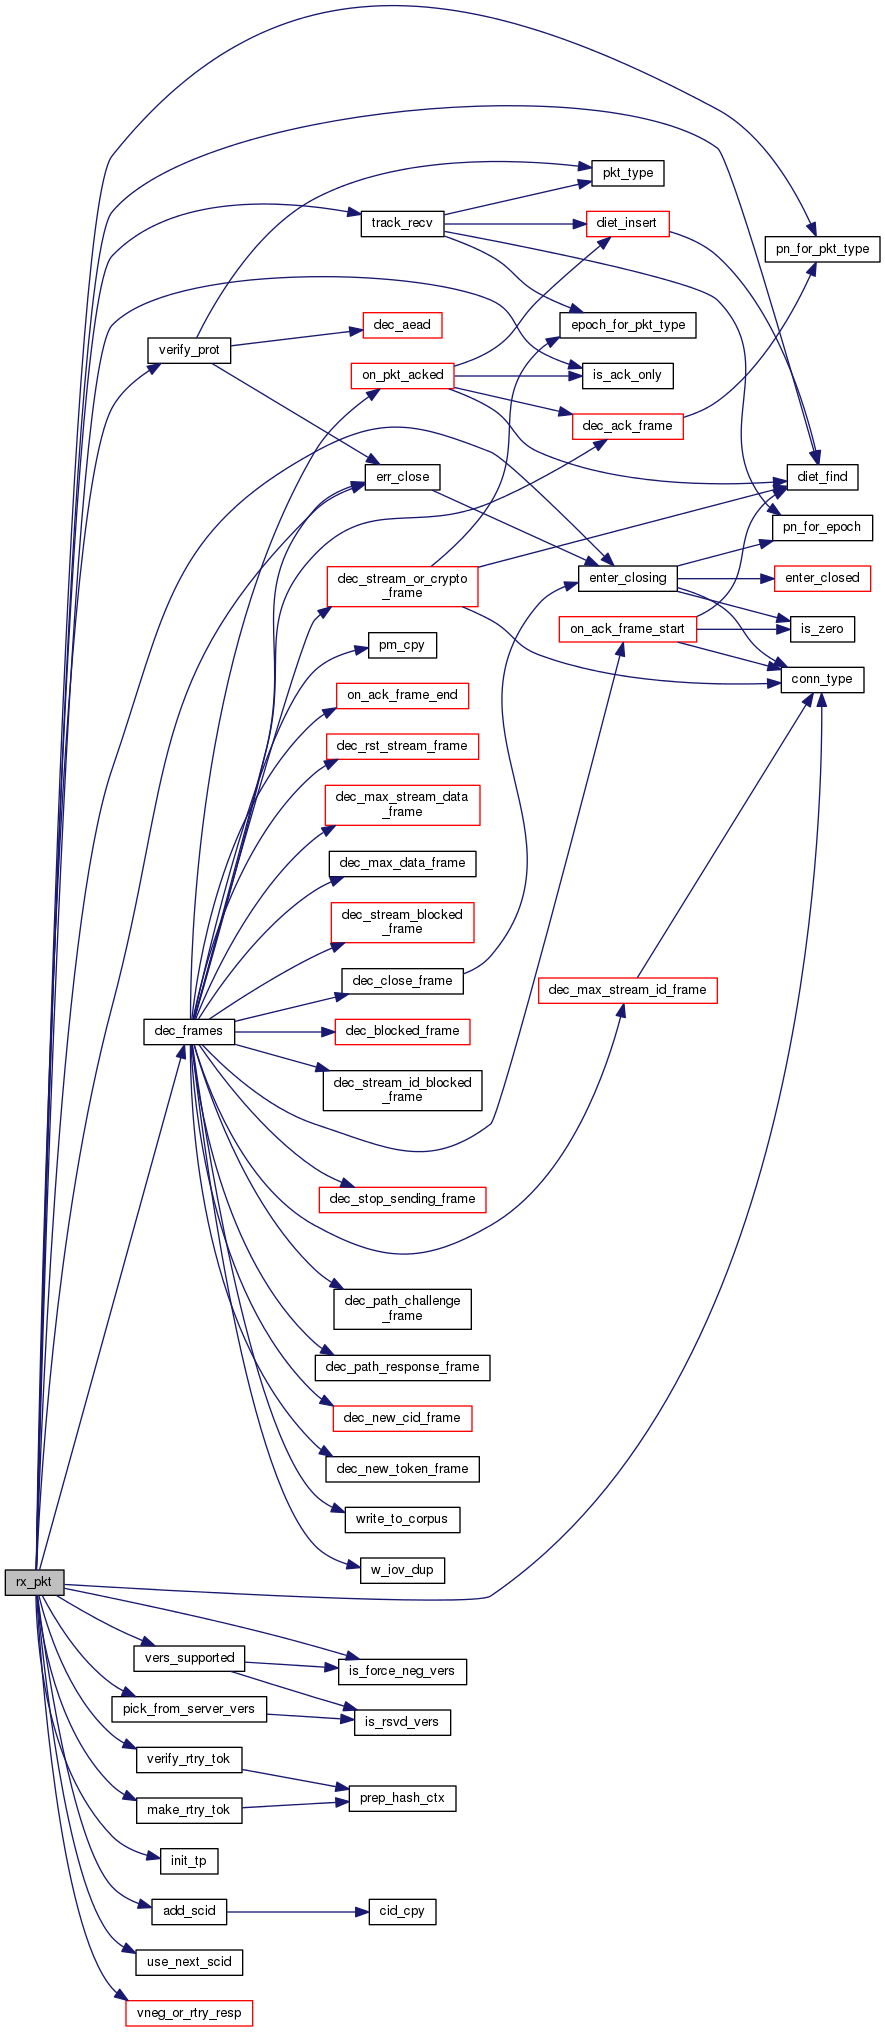 pkt_type
track_recv
diet_insert
pn_for_pkt_type
dec_aead
epoch_for_pkt_type
verify_prot
on_pkt_acked
is_ack_only
dec_ack_frame
err_close
diet_find
pn_for_epoch
dec_stream_or_crypto
_frame
enter_closing
enter_closed
on_ack_frame_start
is_zero
pm_cpy
conn_type
on_ack_frame_end
dec_rst_stream_frame
dec_max_stream_data
_frame
dec_max_data_frame
dec_stream_blocked
_frame
dec_close_frame
dec_max_stream_id_frame
dec_frames
dec_blocked_frame
dec_stream_id_blocked
_frame
dec_stop_sending_frame
dec_path_challenge
_frame
dec_path_response_frame
dec_new_cid_frame
dec_new_token_frame
write_to_corpus
w_iov_dup
rx_pkt
vers_supported
is_force_neg_vers
pick_from_server_vers
is_rsvd_vers
verify_rtry_tok
prep_hash_ctx
make_rtry_tok
init_tp
add_scid
cid_cpy
use_next_scid
vneg_or_rtry_resp